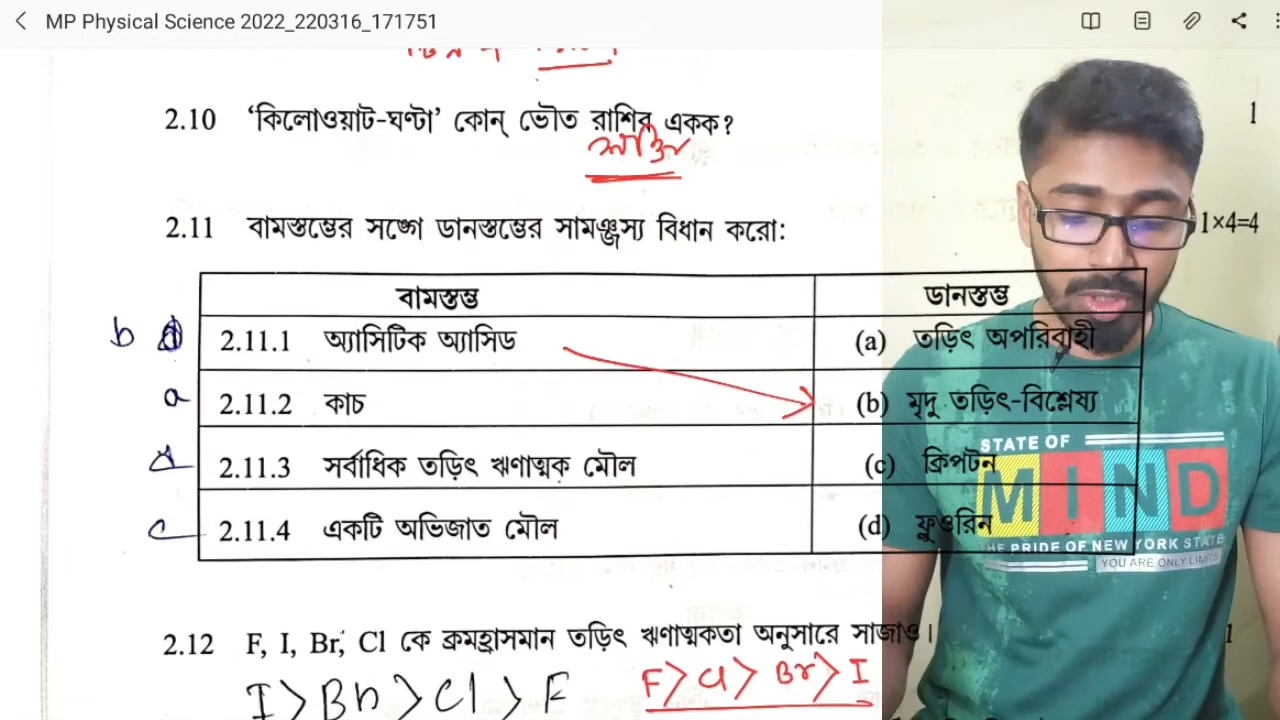 MP Physical Science 2022_220316_171751
2.10 ‘কিলোওয়াট-ঘণ্টা’ কোন্ ভৌত রাশির একক? 1
শক্তি
2.11 বামস্তম্ভের সঙ্গে ডানস্তম্ভের সামঞ্জস্য বিধান করো: 1×4=4
বামস্তম্ভ ডানস্তম্ভ
b 2.11.1 অ্যাসিটিক অ্যাসিড (a) তড়িৎ অপরিবাহী
a 2.11.2 কাচ (b) মৃদু তড়িৎ-বিশ্লেষ্য
d 2.11.3 সর্বাধিক তড়িৎ ঋণাত্মক মৌল (c) ক্রিপটন
c 2.11.4 একটি অভিজাত মৌল (d) ফ্লুওরিন
STATE OF
MIND
THE PRIDE OF NEW YORK STATE
YOU ARE ONLY
2.12 F, I, Br, Cl কে ক্রমহ্রাসমান তড়িৎ ঋণাত্মকতা অনুসারে সাজাও। 1
F > Cl > Br > I
I > Br > Cl > F